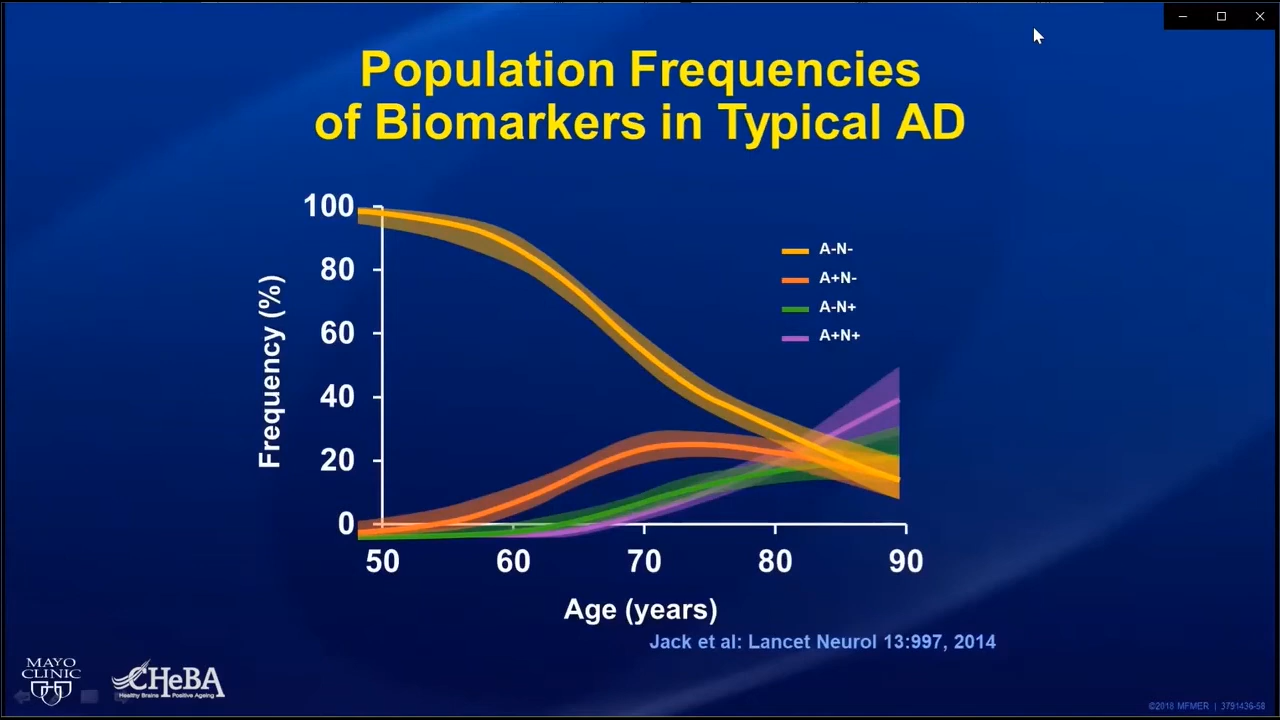 Population Frequencies
of Biomarkers in Typical AD
100
80
60
40
20
0
Frequency (%)
A-N-
A+N-
A-N+
A+N+
50 60 70 80 90
Age (years)
Jack et al: Lancet Neurol 13:997, 2014
MAYO
CLINIC
CHeBA
Healthy Brains Positive Ageing
©2018 MFMER | 3791436-58